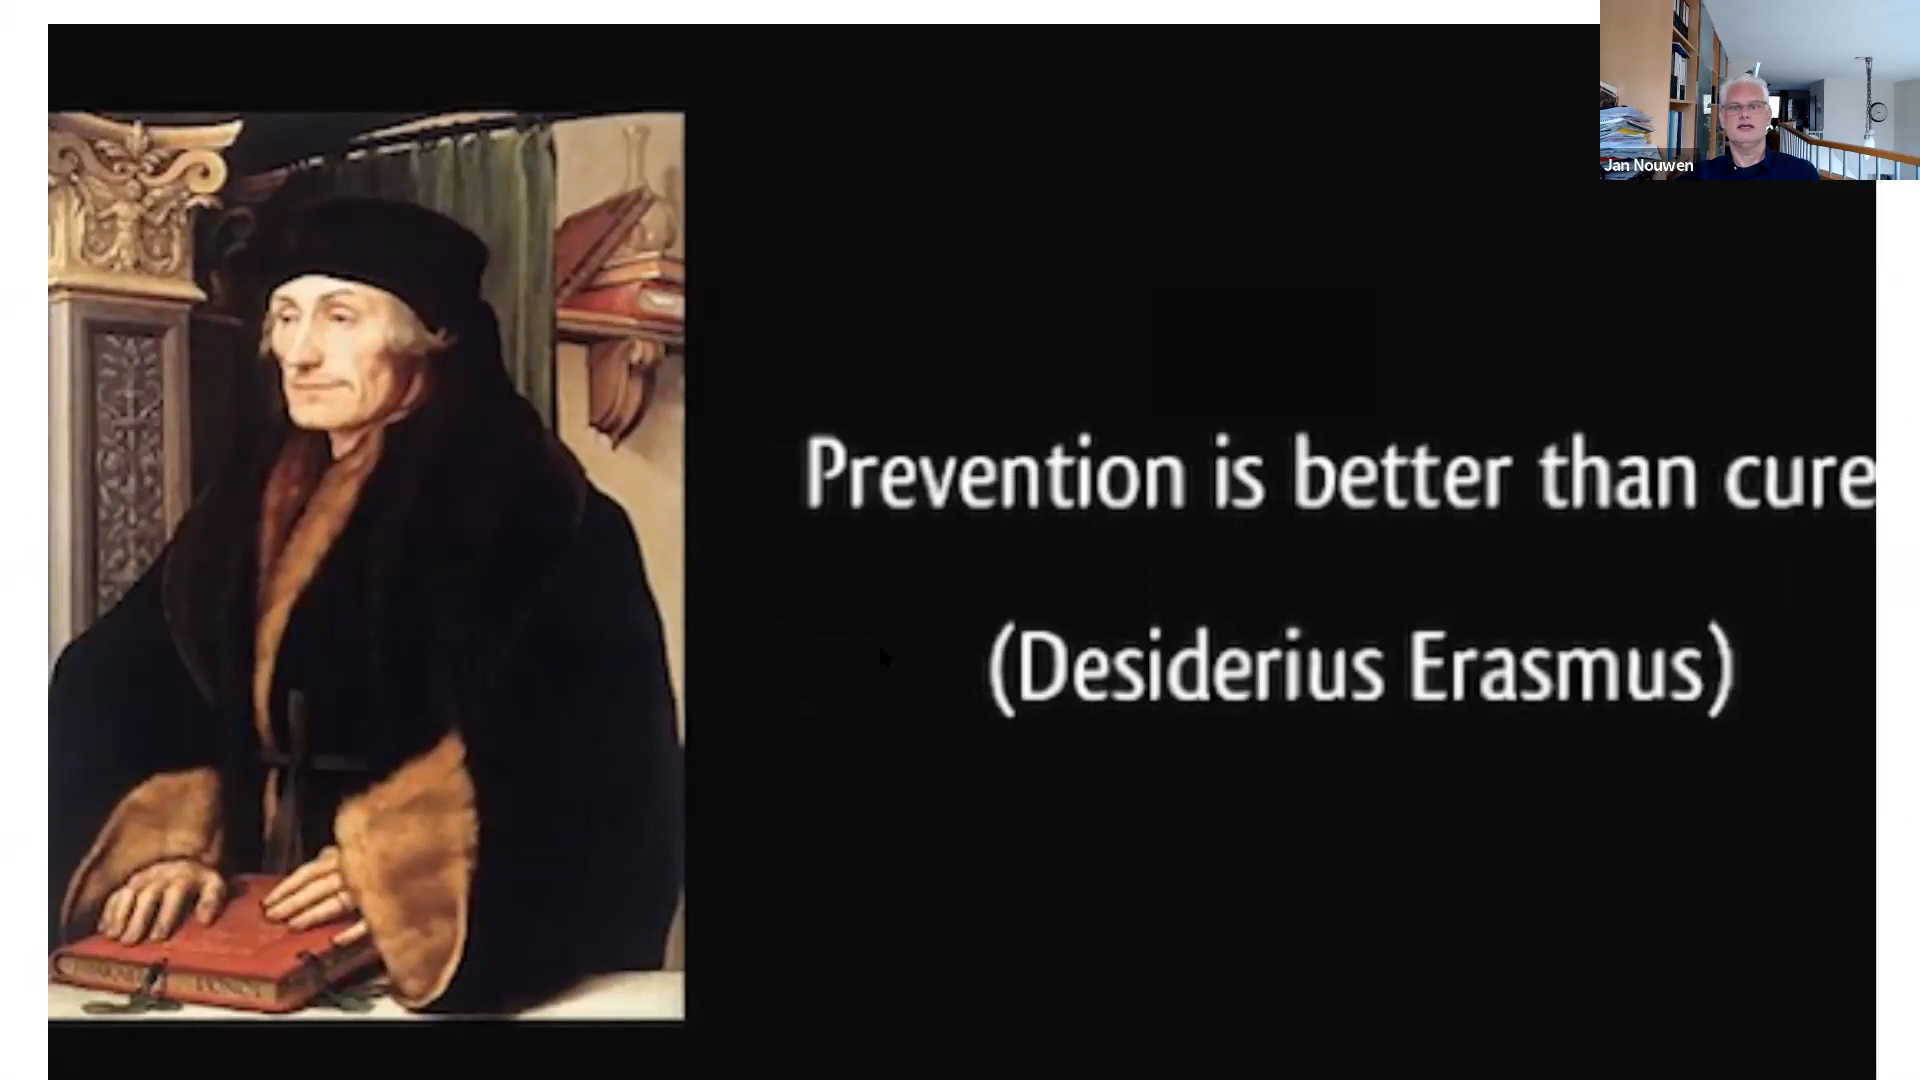 Jan Nouwen
Prevention is better than cure
(Desiderius Erasmus)